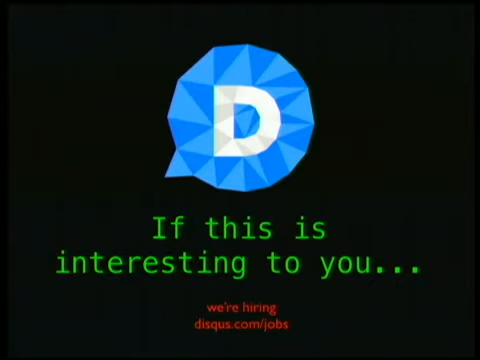 D
If this is
interesting to you...
we're hiring
disqus.com/jobs